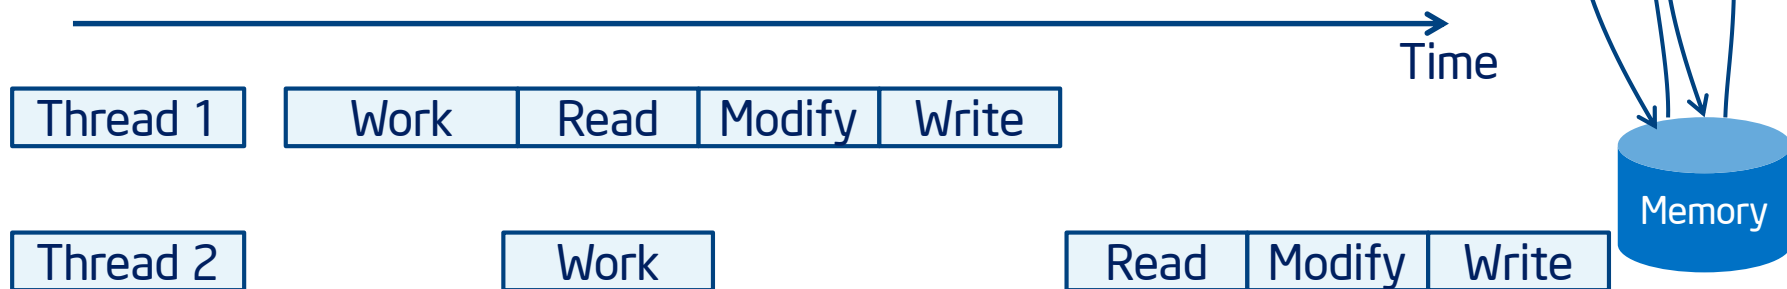 Time
Thread 1 Work Read Modify Write
Memory
Thread 2 Work Read Modify Write